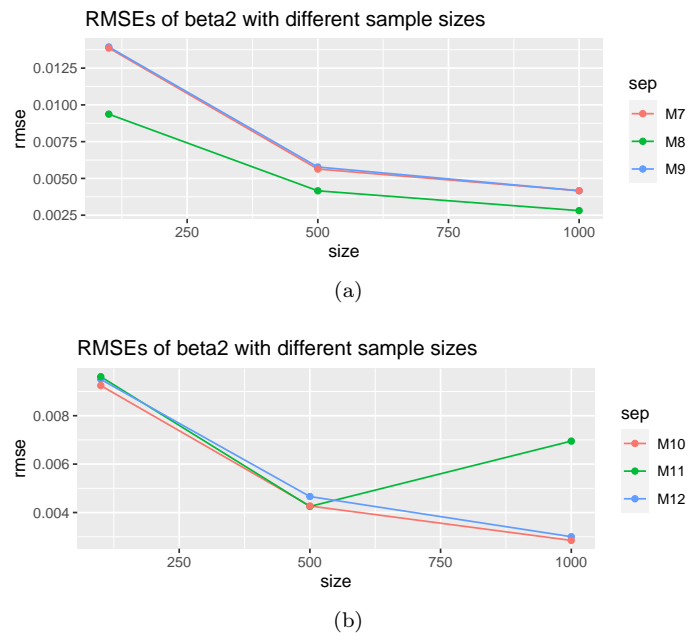 RMSEs of beta2 with different sample sizes
0.0125
0.0100
0.0075
0.0050
0.0025
rmse
250
500
750
1000
size
sep
M7
M8
M9
(a)
RMSEs of beta2 with different sample sizes
0.008
0.006
0.004
rmse
250
500
750
1000
size
sep
M10
M11
M12
(b)